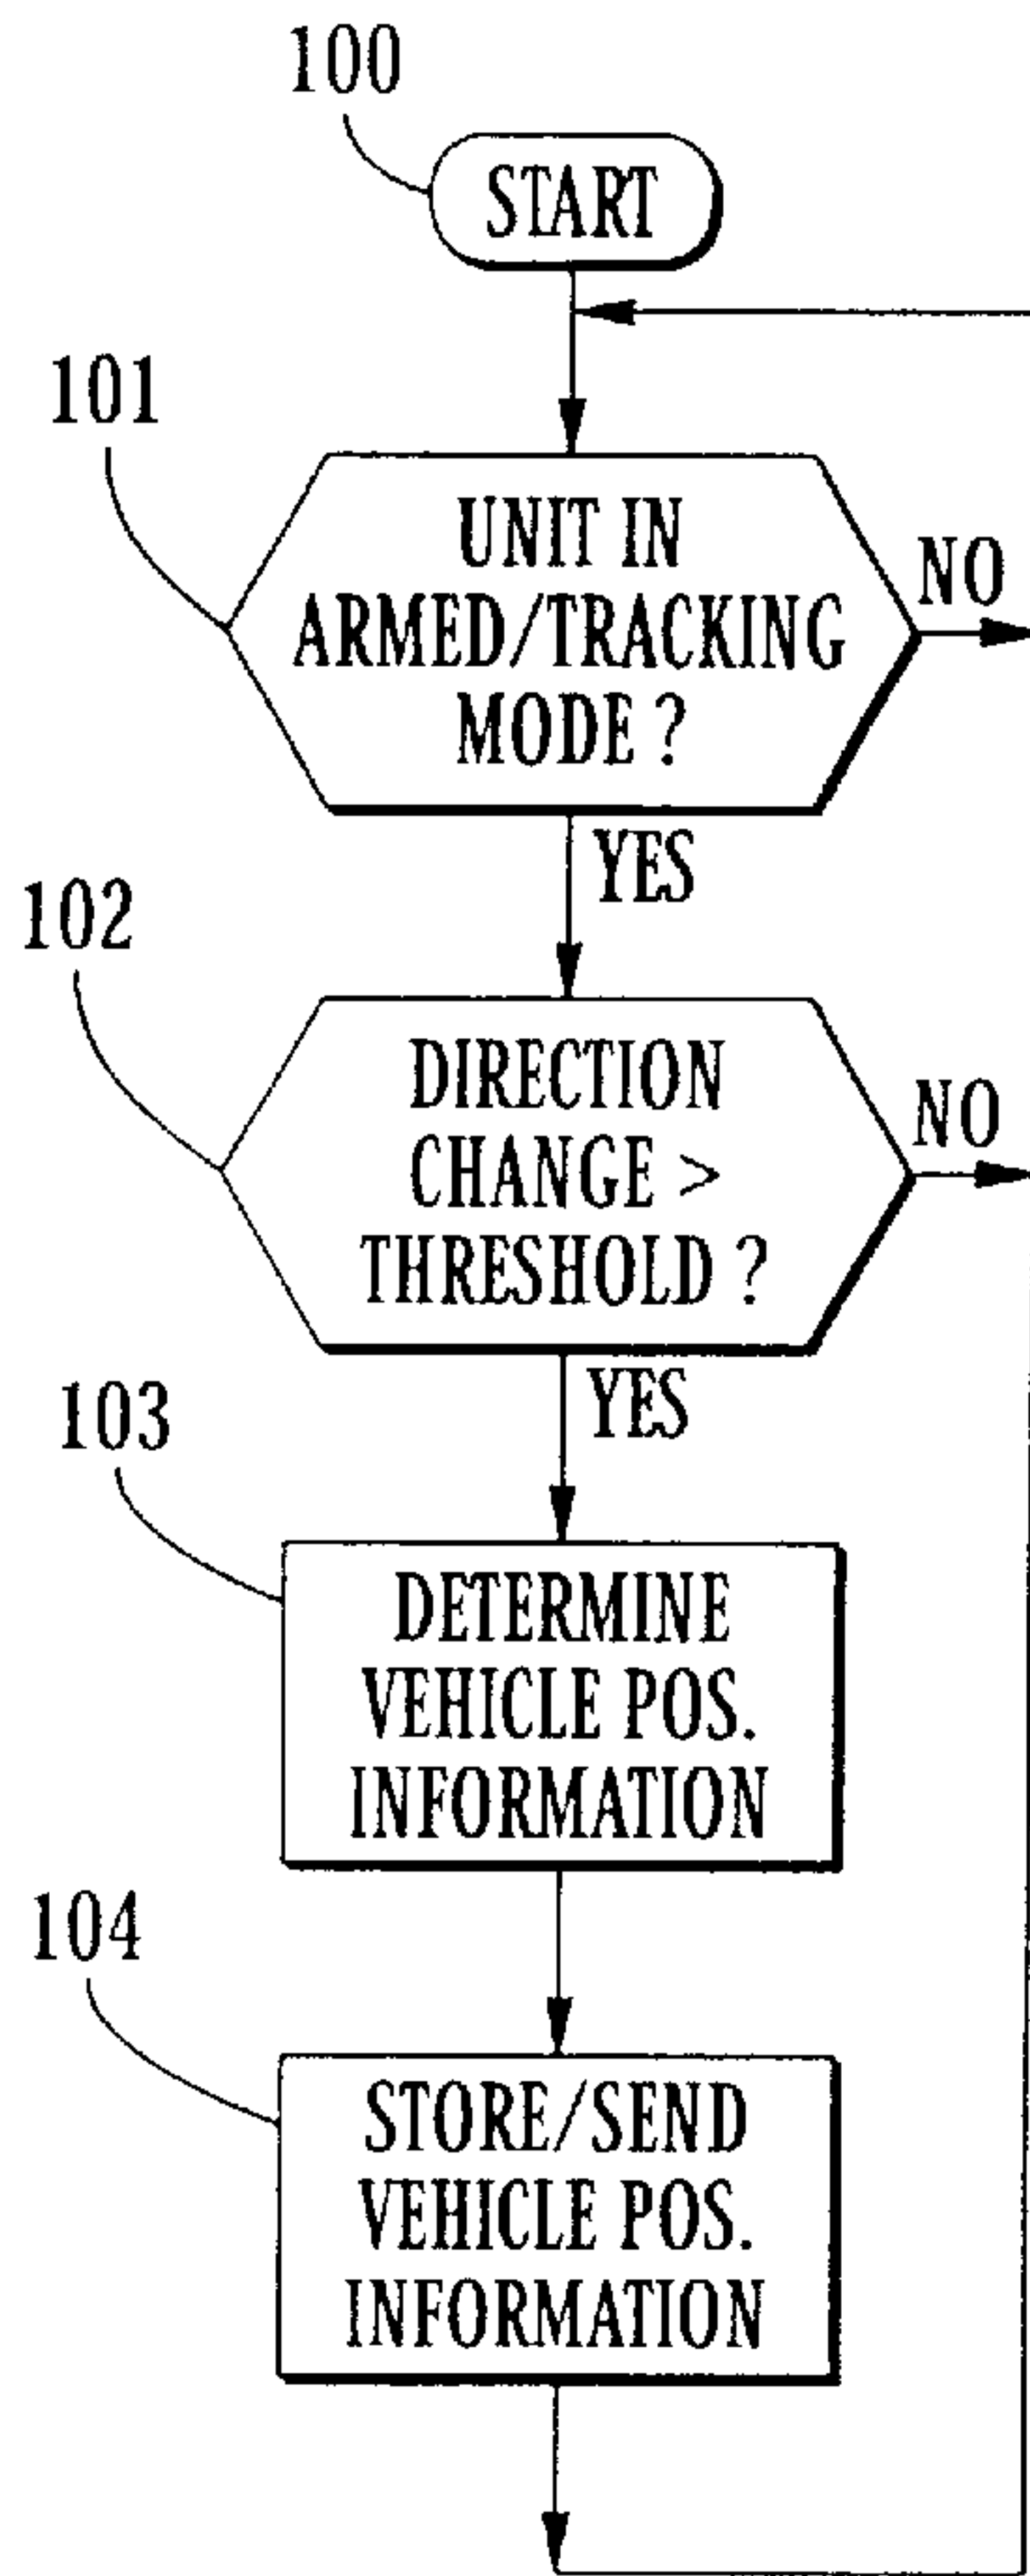 100
START
101
UNIT IN
ARMED/TRACKING
MODE ?
NO
YES
102
DIRECTION
CHANGE >
THRESHOLD ?
NO
YES
103
DETERMINE
VEHICLE POS.
INFORMATION
104
STORE/SEND
VEHICLE POS.
INFORMATION